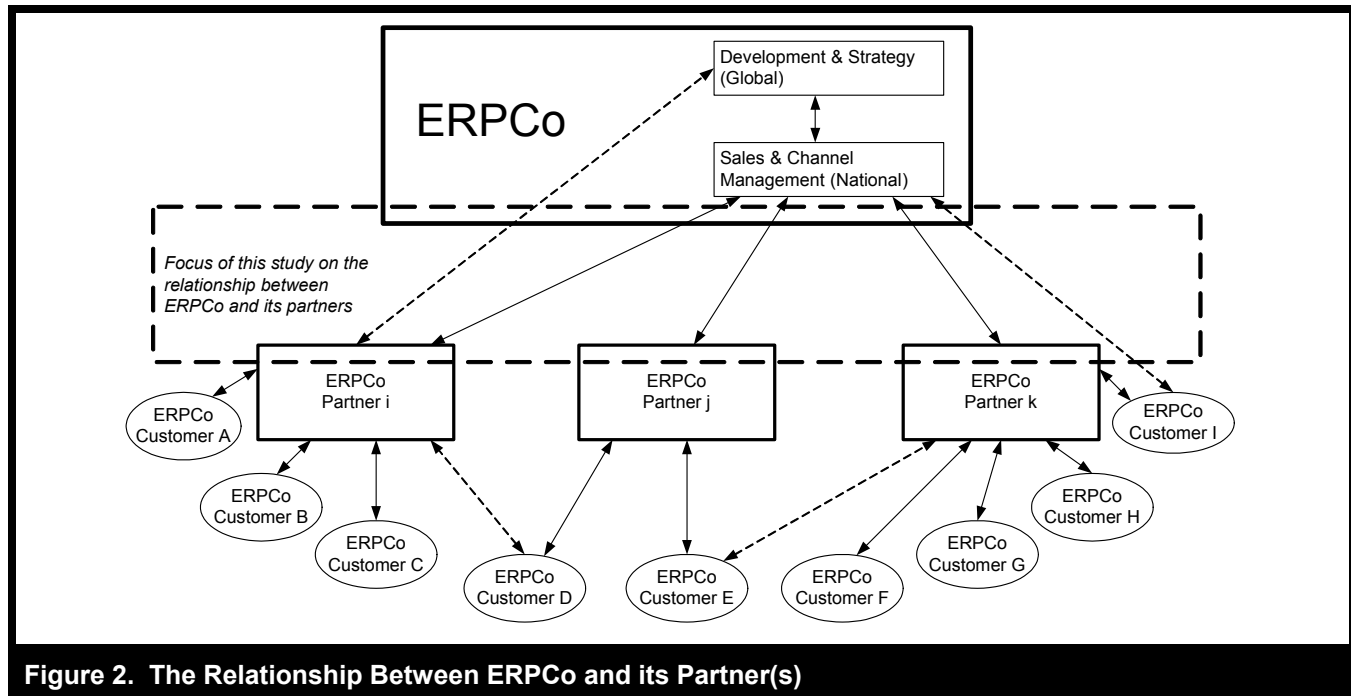 Development & Strategy
(Global)
ERPCo
Sales & Channel
Management (National)
Focus of this study on the
relationship between
ERPCo and its partners
ERPCo
Partner i
ERPCo
Partner j
ERPCo
Partner k
ERPCo
Customer A
ERPCo
Customer I
ERPCo
Customer B
ERPCo
Customer H
ERPCo
Customer C
ERPCo
Customer G
ERPCo
Customer D
ERPCo
Customer E
ERPCo
Customer F
Figure 2. The Relationship Between ERPCo and its Partner(s)